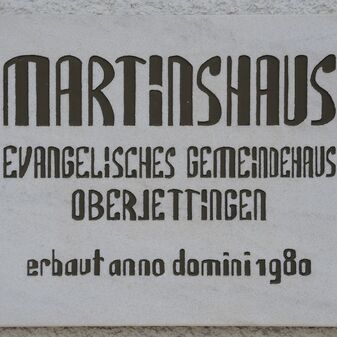 MARTINSHAUS
EVANGELISCHES GEMEINDEHAUS
OBERJETTINGEN
erbaut anno domini 1980